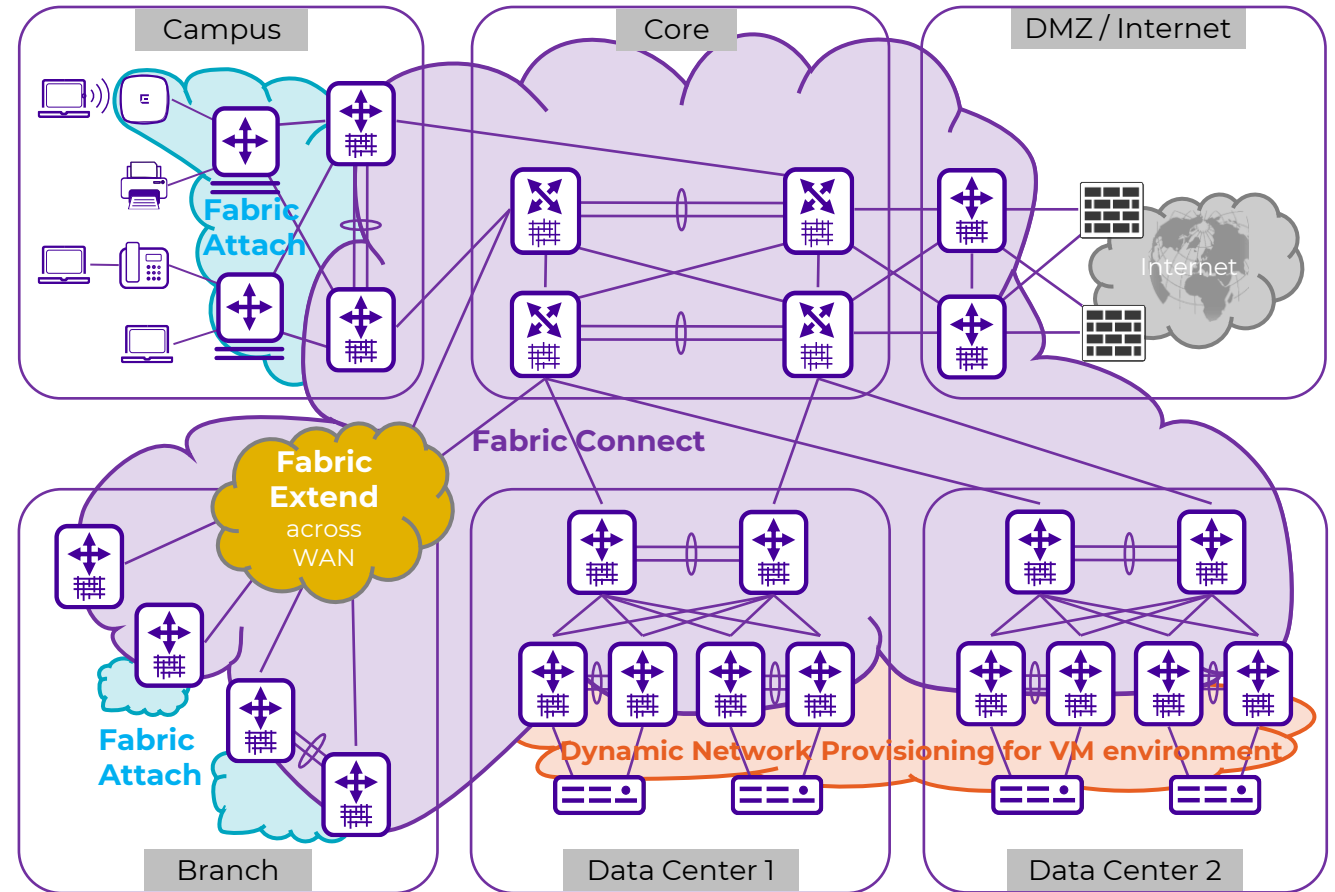 Campus
Core
DMZ / Internet
Fabric
Attach
Internet
Fabric Connect
Fabric
Extend
across
WAN
Fabric
Attach
Dynamic Network Provisioning for VM environment
Branch
Data Center 1
Data Center 2